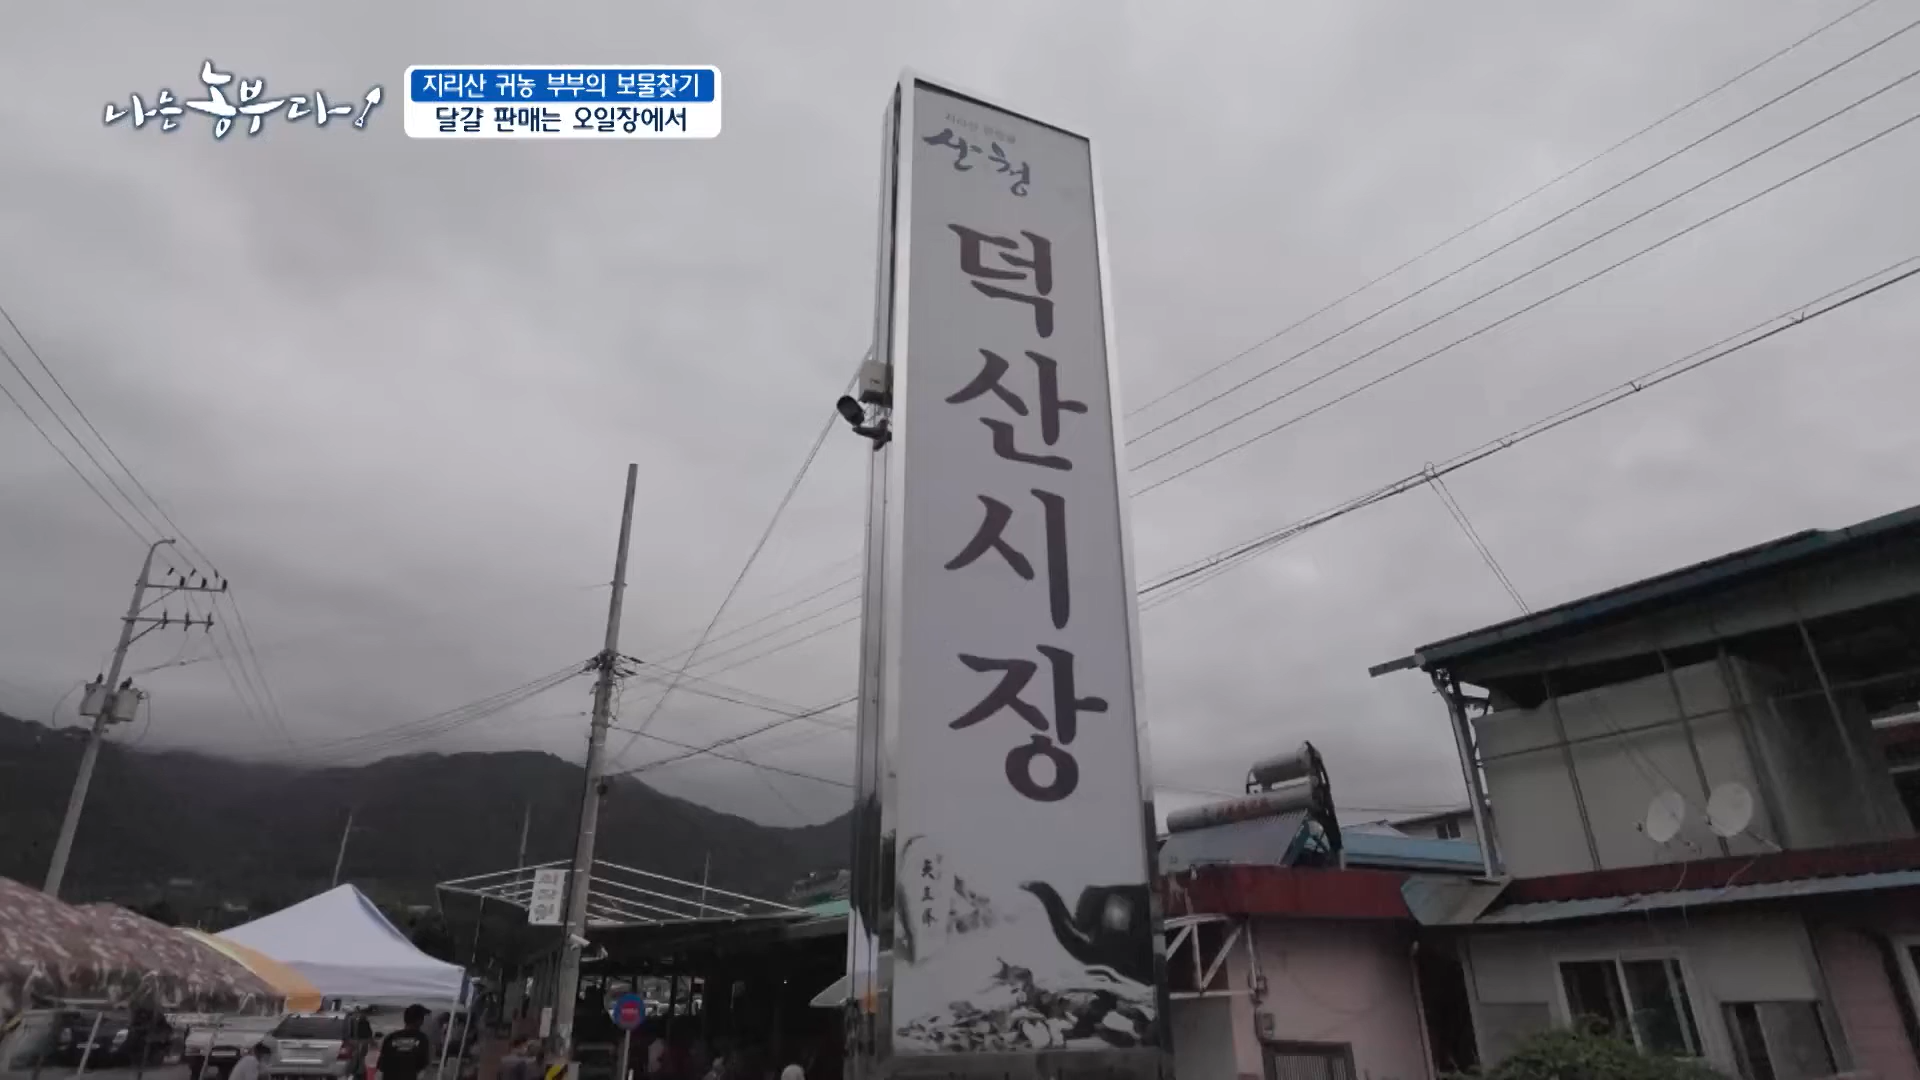 나는 농부다!
지리산 귀농 부부의 보물찾기
달걀 판매는 오일장에서
산청
덕산시장